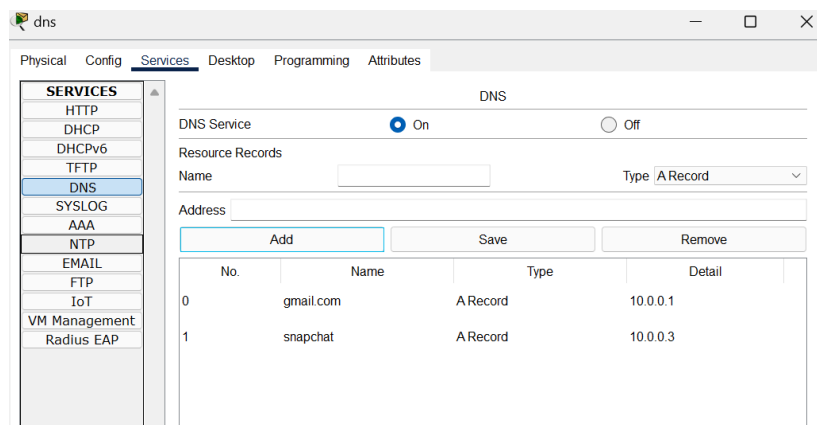 dns
Physical Config Services Desktop Programming Attributes
SERVICES
HTTP
DHCP
DHCPv6
TFTP
DNS
SYSLOG
AAA
NTP
EMAIL
FTP
IoT
VM Management
Radius EAP
DNS
DNS Service On Off
Resource Records
Name Type A Record
Address
Add Save Remove
No. Name Type Detail
0 gmail.com A Record 10.0.0.1
1 snapchat A Record 10.0.0.3